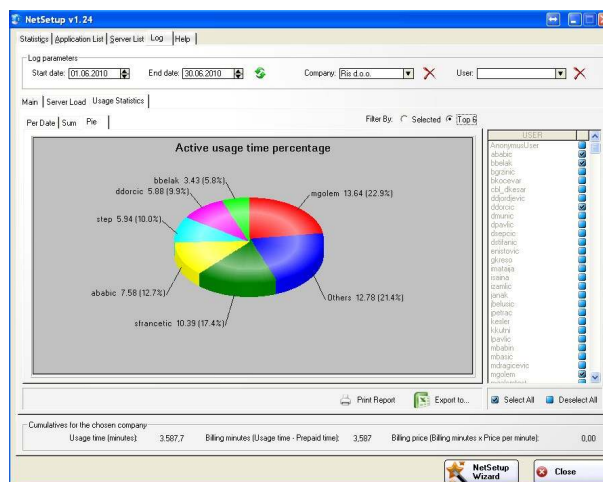 NetSetup v1.24
Statistics Application List Server List Log Help
Log parameters
Start date: 01.06.2010 End date: 30.06.2010 Company: Ris d.o.o. User:
Main Server Load Usage Statistics
Per Date Sum Pie Filter By: Selected Top 6
Active usage time percentage
bbelak 3.43 (5.8%)
ddorcic 5.88 (9.9%)
mgolem 13.64 (22.9%)
step 5.94 (10.0%)
ababic 7.58 (12.7%)
Others 12.78 (21.4%)
sfrancetic 10.39 (17.4%)
USER
AnonymusUser
ababic
bbelak
bgrzinic
bkocevar
cbl_dkesar
ddjordjevic
ddorcic
dmunic
dpavlic
dsepcic
dstifanic
enistovic
gkreso
imataija
isaina
izamlic
janak
jbelusic
jpetrac
kesler
kkutni
lpavlic
mbabin
mbasic
mdragicevic
mgolem
Print Report Export to... Select All Deselect All
Cumulatives for the chosen company
Usage time (minutes): 3.587,7 Billing minutes (Usage time - Prepaid time): 3,587 Billing price (Billing minutes x Price per minute): 0,00
NetSetup
Wizard
Close